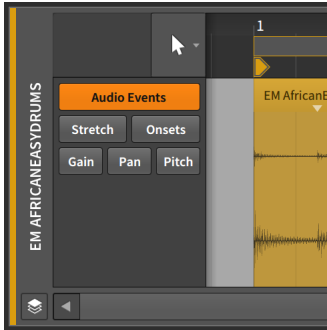 1
EM AFRICANEASYDRUMS
Audio Events
EM AfricanE
Stretch
Onsets
Gain
Pan
Pitch